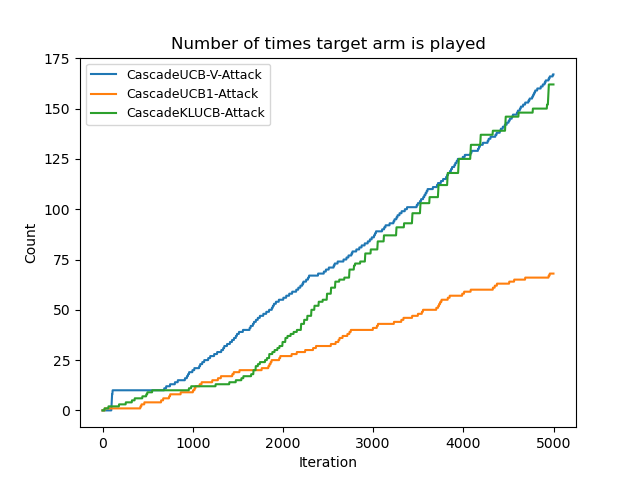 Number of times target arm is played
CascadeUCB-V-Attack
CascadeUCB1-Attack
CascadeKLUCB-Attack
175
150
125
100
75
50
25
0
Count
0 1000 2000 3000 4000 5000
Iteration